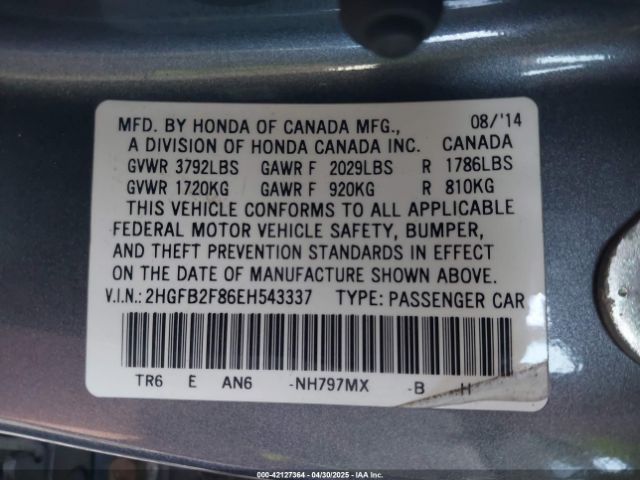 MFD. BY HONDA OF CANADA MFG., 08/'14
A DIVISION OF HONDA CANADA INC. CANADA
GVWR 3792LBS GAWR F 2029LBS R 1786LBS
GVWR 1720KG GAWR F 920KG R 810KG
THIS VEHICLE CONFORMS TO ALL APPLICABLE
FEDERAL MOTOR VEHICLE SAFETY, BUMPER,
AND THEFT PREVENTION STANDARDS IN EFFECT
ON THE DATE OF MANUFACTURE SHOWN ABOVE.
V.I.N.: 2HGFB2F86EH543337 TYPE: PASSENGER CAR
TR6 E AN6 -NH797MX -B H
000-42127364 - 04/30/2025 - IAA Inc.